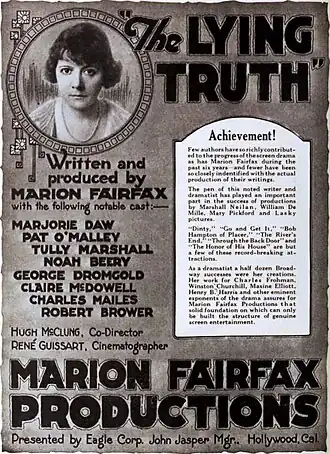 "The LYING
TRUTH"
Written and
produced by
MARION FAIRFAX
with the following notable cast:—
MARJORIE DAW
PAT O'MALLEY
TULLY MARSHALL
NOAH BEERY
GEORGE DROMGOLD
CLAIRE McDOWELL
CHARLES MAILES
ROBERT BROWER
HUGH McCLUNG, Co-Director
RENÉ GUISSART, Cinematographer
Achievement!
Few authors have so richly contribut-
ed to the progress of the screen drama
as has Marion Fairfax during the
past six years—and fewer have been
so closely indentified with the actual
production of their writings.
The pen of this noted writer and
dramatist has played an important
part in the success of productions
by Marshall Neilan, William De
Mille, Mary Pickford and Lasky
pictures.
"Dinty," "Go and Get It," "Bob
Hampton of Placer," "The River's
End," "Through the Back Door" and
"The Honor of His House" are but
a few of these record-breaking at-
tractions.
As a dramatist a half dozen Broad-
way successes were her creations.
Her work for Charles Frohman,
Winston Churchill, Maxine Elliott,
Henry B. Harris and other eminent
exponents of the drama assures for
Marion Fairfax Productions that
solid foundation on which can only
be built the structure of genuine
screen entertainment.
MARION FAIRFAX
PRODUCTIONS
Presented by Eagle Corp. John Jasper Mgr., Hollywood, Cal.